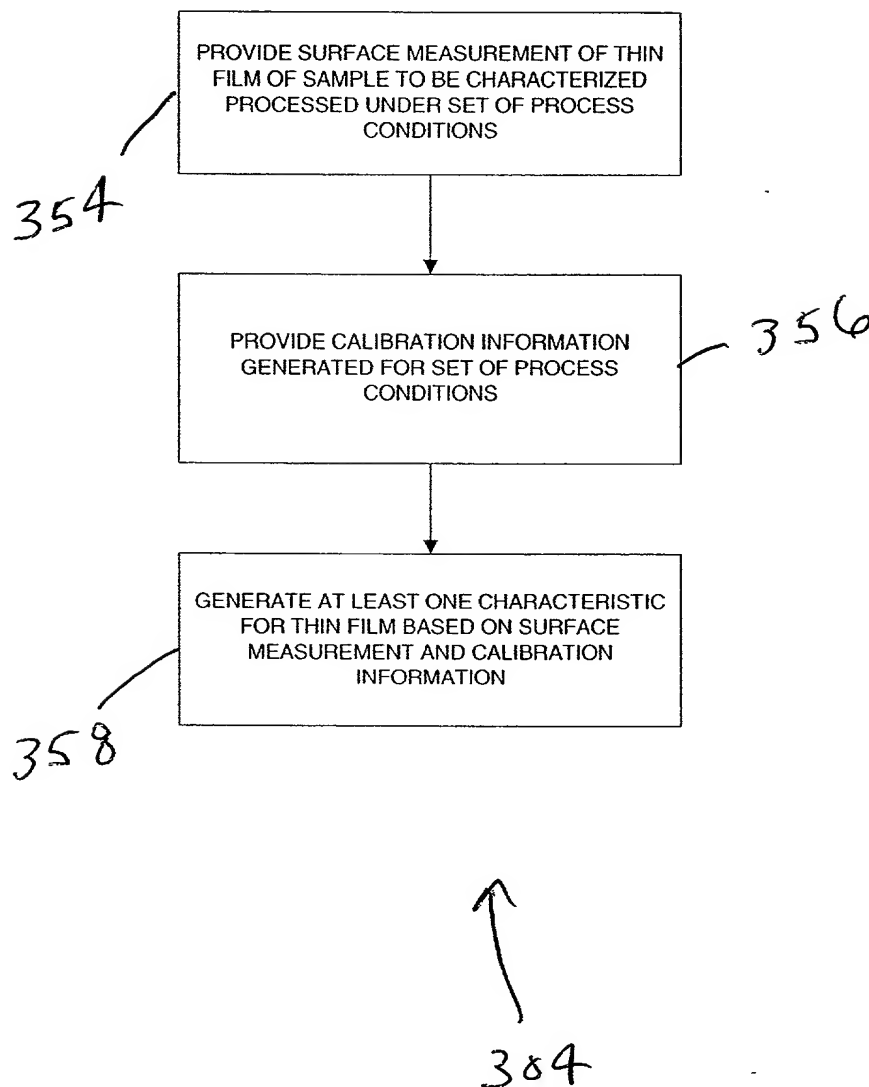 PROVIDE SURFACE MEASUREMENT OF THIN
FILM OF SAMPLE TO BE CHARACTERIZED
PROCESSED UNDER SET OF PROCESS
CONDITIONS
354
PROVIDE CALIBRATION INFORMATION
GENERATED FOR SET OF PROCESS
CONDITIONS
356
GENERATE AT LEAST ONE CHARACTERISTIC
FOR THIN FILM BASED ON SURFACE
MEASUREMENT AND CALIBRATION
INFORMATION
358
304